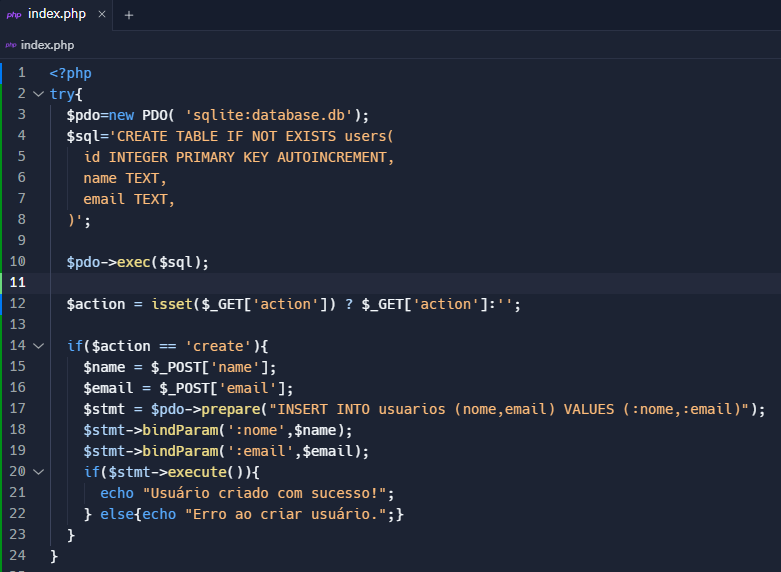 php index.php × +
php index.php
1 <?php
2 try{
3 $pdo=new PDO( 'sqlite:database.db');
4 $sql='CREATE TABLE IF NOT EXISTS users(
5 id INTEGER PRIMARY KEY AUTOINCREMENT,
6 name TEXT,
7 email TEXT,
8 )';
9
10 $pdo->exec($sql);
11
12 $action = isset($_GET['action']) ? $_GET['action']:'';
13
14 if($action == 'create'){
15 $name = $_POST['name'];
16 $email = $_POST['email'];
17 $stmt = $pdo->prepare("INSERT INTO usuarios (nome,email) VALUES (:nome,:email)");
18 $stmt->bindParam(':nome',$name);
19 $stmt->bindParam(':email',$email);
20 if($stmt->execute()){
21 echo "Usuário criado com sucesso!";
22 } else{echo "Erro ao criar usuário.";}
23 }
24 }